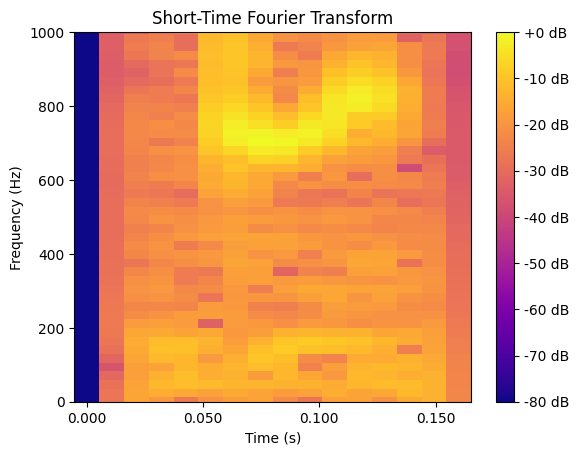 Short-Time Fourier Transform
1000
800
600
400
200
0
Frequency (Hz)
0.000
0.050
0.100
0.150
Time (s)
+0 dB
-10 dB
-20 dB
-30 dB
-40 dB
-50 dB
-60 dB
-70 dB
-80 dB